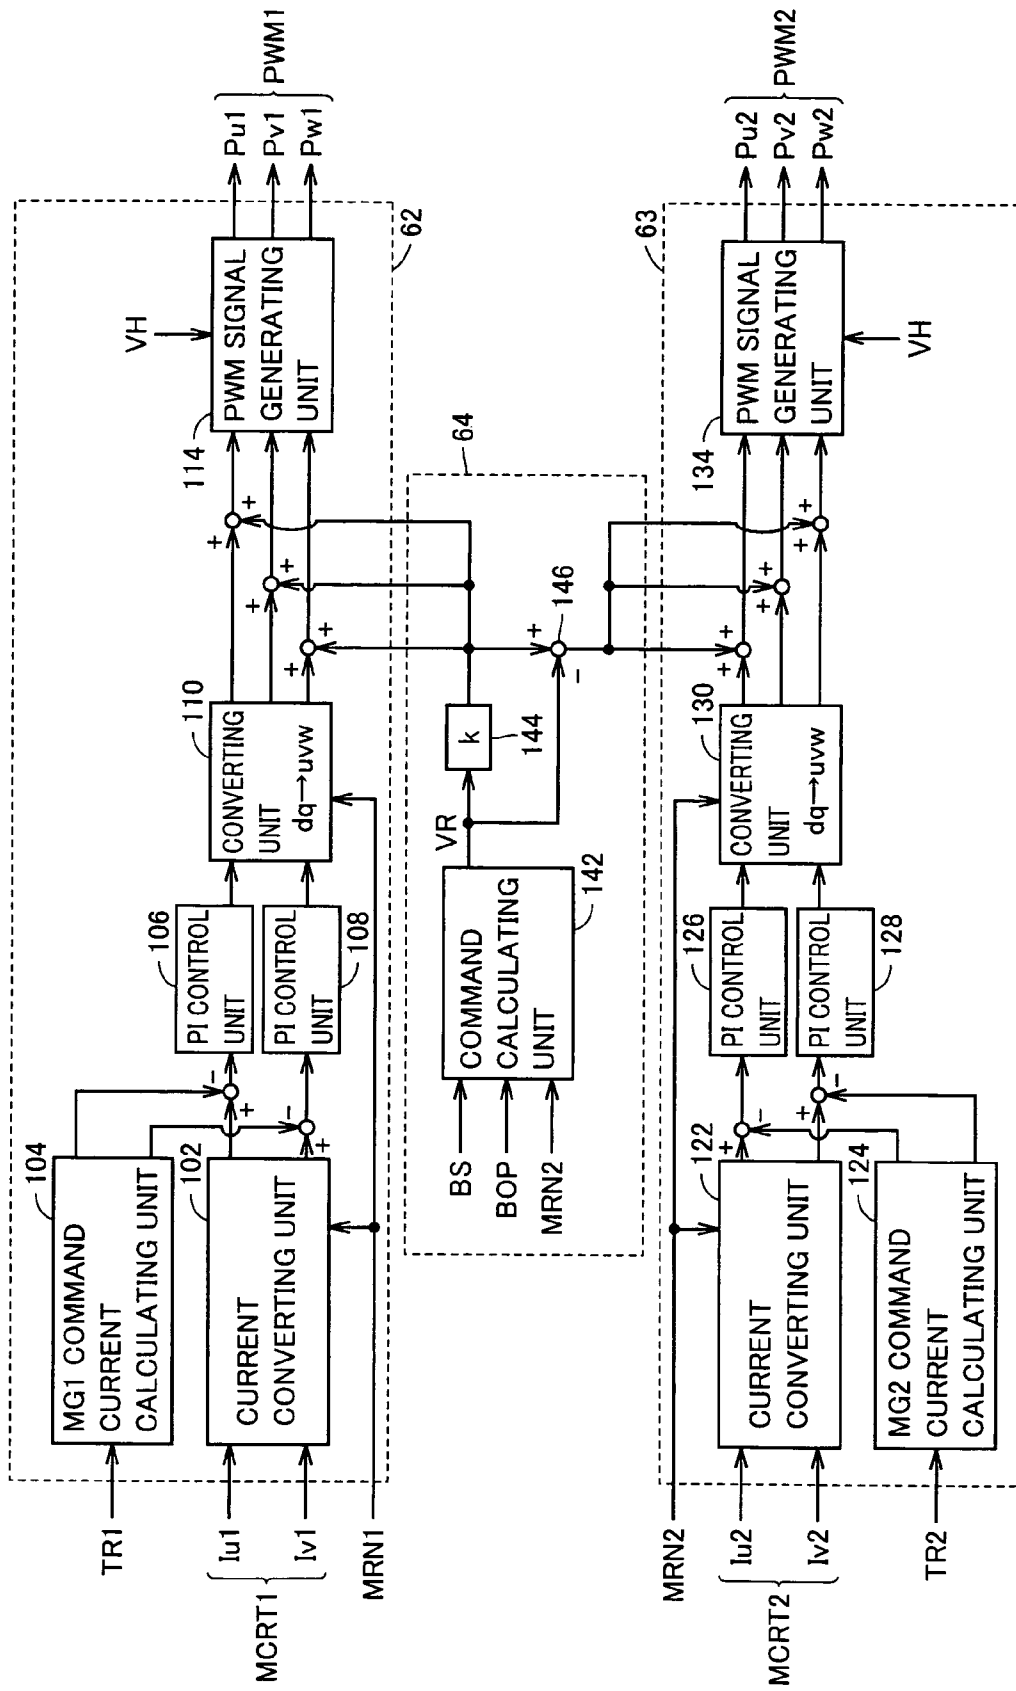 TR1
Iu1
Iv1
MCRT1
MRN1
104
MG1 COMMAND
CURRENT
CALCULATING UNIT
102
CURRENT
CONVERTING UNIT
+
-
+
-
106
PI CONTROL
UNIT
PI CONTROL
UNIT
108
110
CONVERTING
UNIT
dq→uvw
+
+
+
+
+
+
114
PWM SIGNAL
GENERATING
UNIT
VH
Pu1
Pv1
Pw1
PWM1
62
BS
BOP
MRN2
COMMAND
CALCULATING
UNIT
142
VR
k
144
+
-
146
64
MRN2
Iu2
Iv2
MCRT2
TR2
122
CURRENT
CONVERTING UNIT
124
MG2 COMMAND
CURRENT
CALCULATING UNIT
+
-
+
-
126
PI CONTROL
UNIT
PI CONTROL
UNIT
128
130
CONVERTING
UNIT
dq→uvw
+
+
+
+
+
+
134
PWM SIGNAL
GENERATING
UNIT
VH
63
Pu2
Pv2
Pw2
PWM2